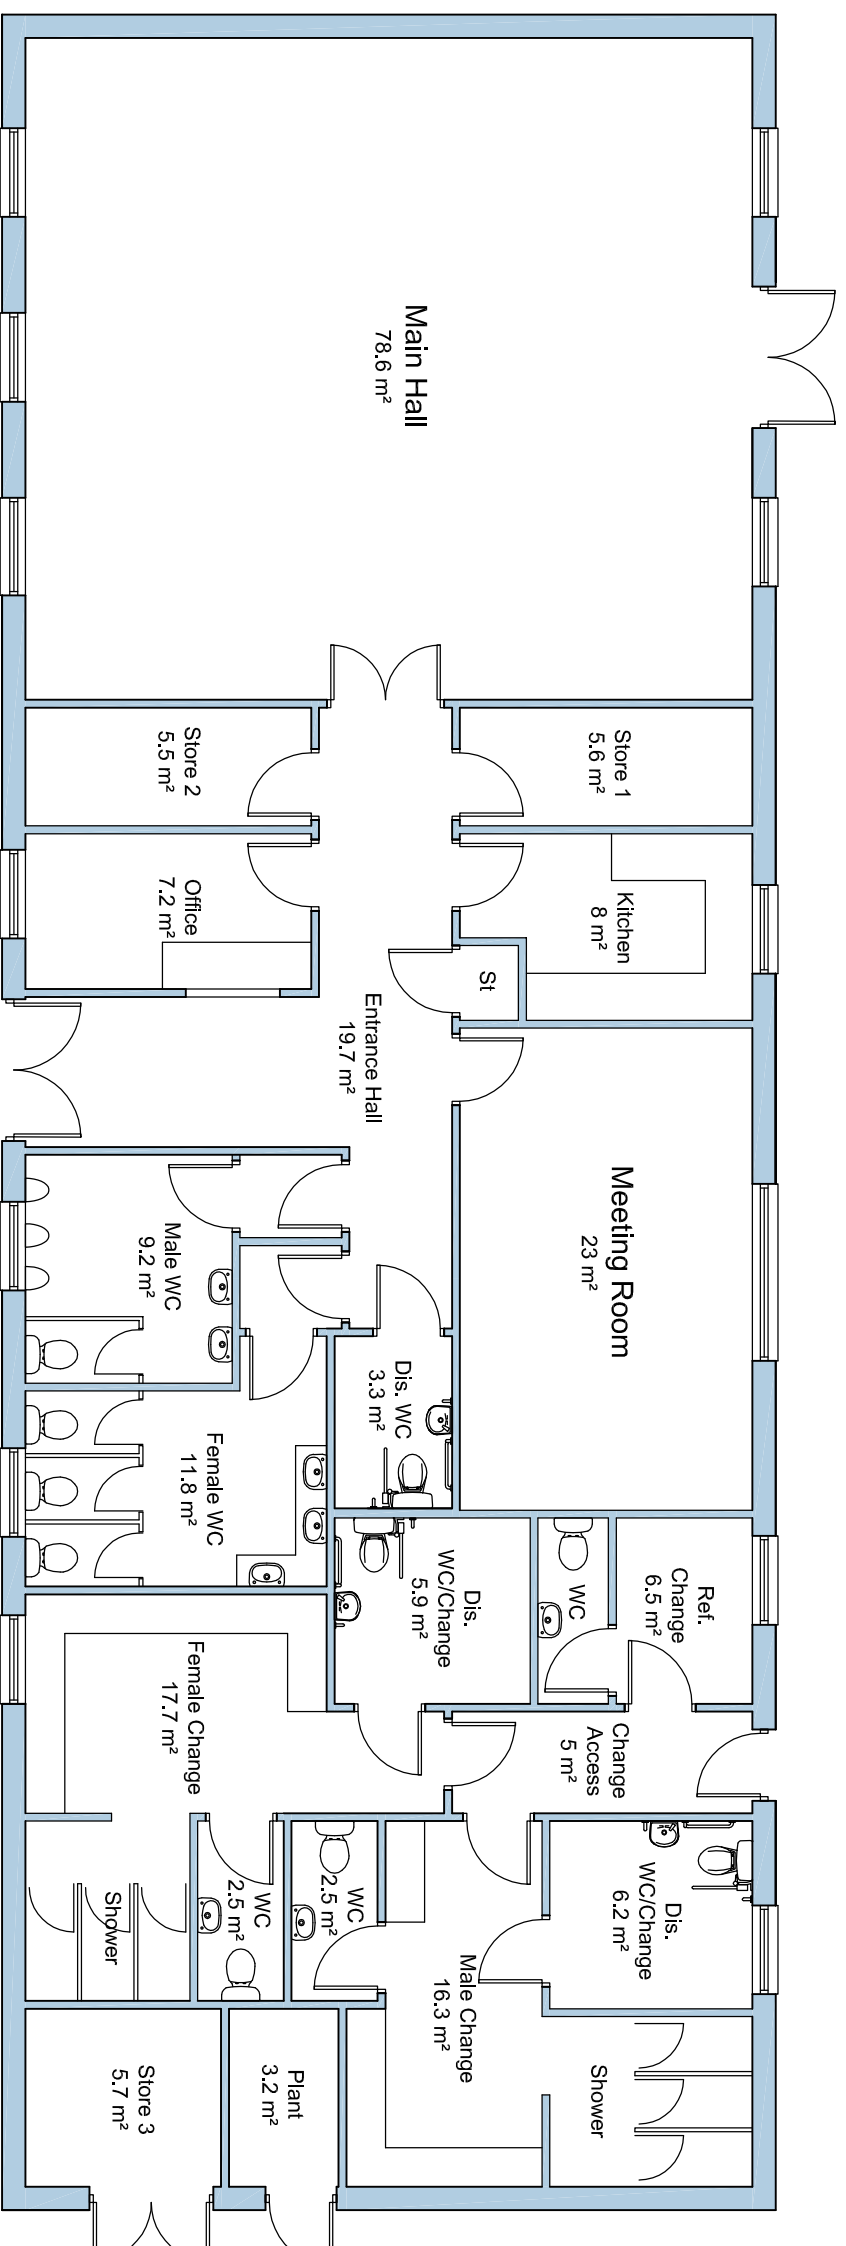 Main Hall
78.6 m²
Store 1
5.6 m²
Store 2
5.5 m²
Kitchen
8 m²
Office
7.2 m²
St
Entrance Hall
19.7 m²
Meeting Room
23 m²
Male WC
9.2 m²
Dis. WC
3.3 m²
Female WC
11.8 m²
Ref.
Change
6.5 m²
WC
Dis.
WC/Change
5.9 m²
Female Change
17.7 m²
Change
Access
5 m²
Dis.
WC/Change
6.2 m²
WC
2.5 m²
WC
2.5 m²
Shower
Male Change
16.3 m²
Shower
Plant
3.2 m²
Store 3
5.7 m²